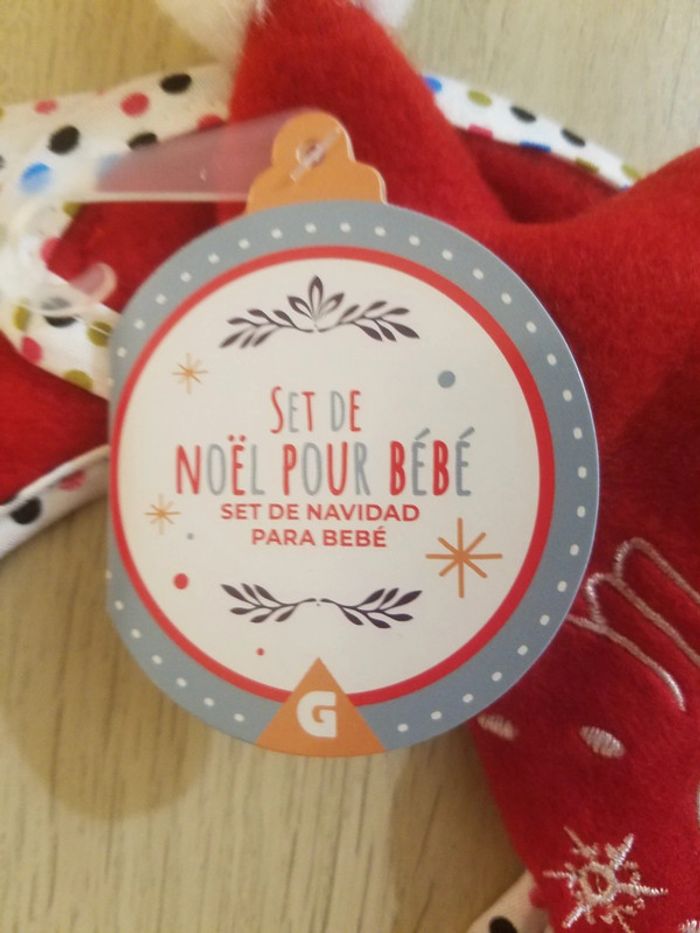 SET DE
NOËL POUR BÉBÉ
SET DE NAVIDAD
PARA BEBÉ
G